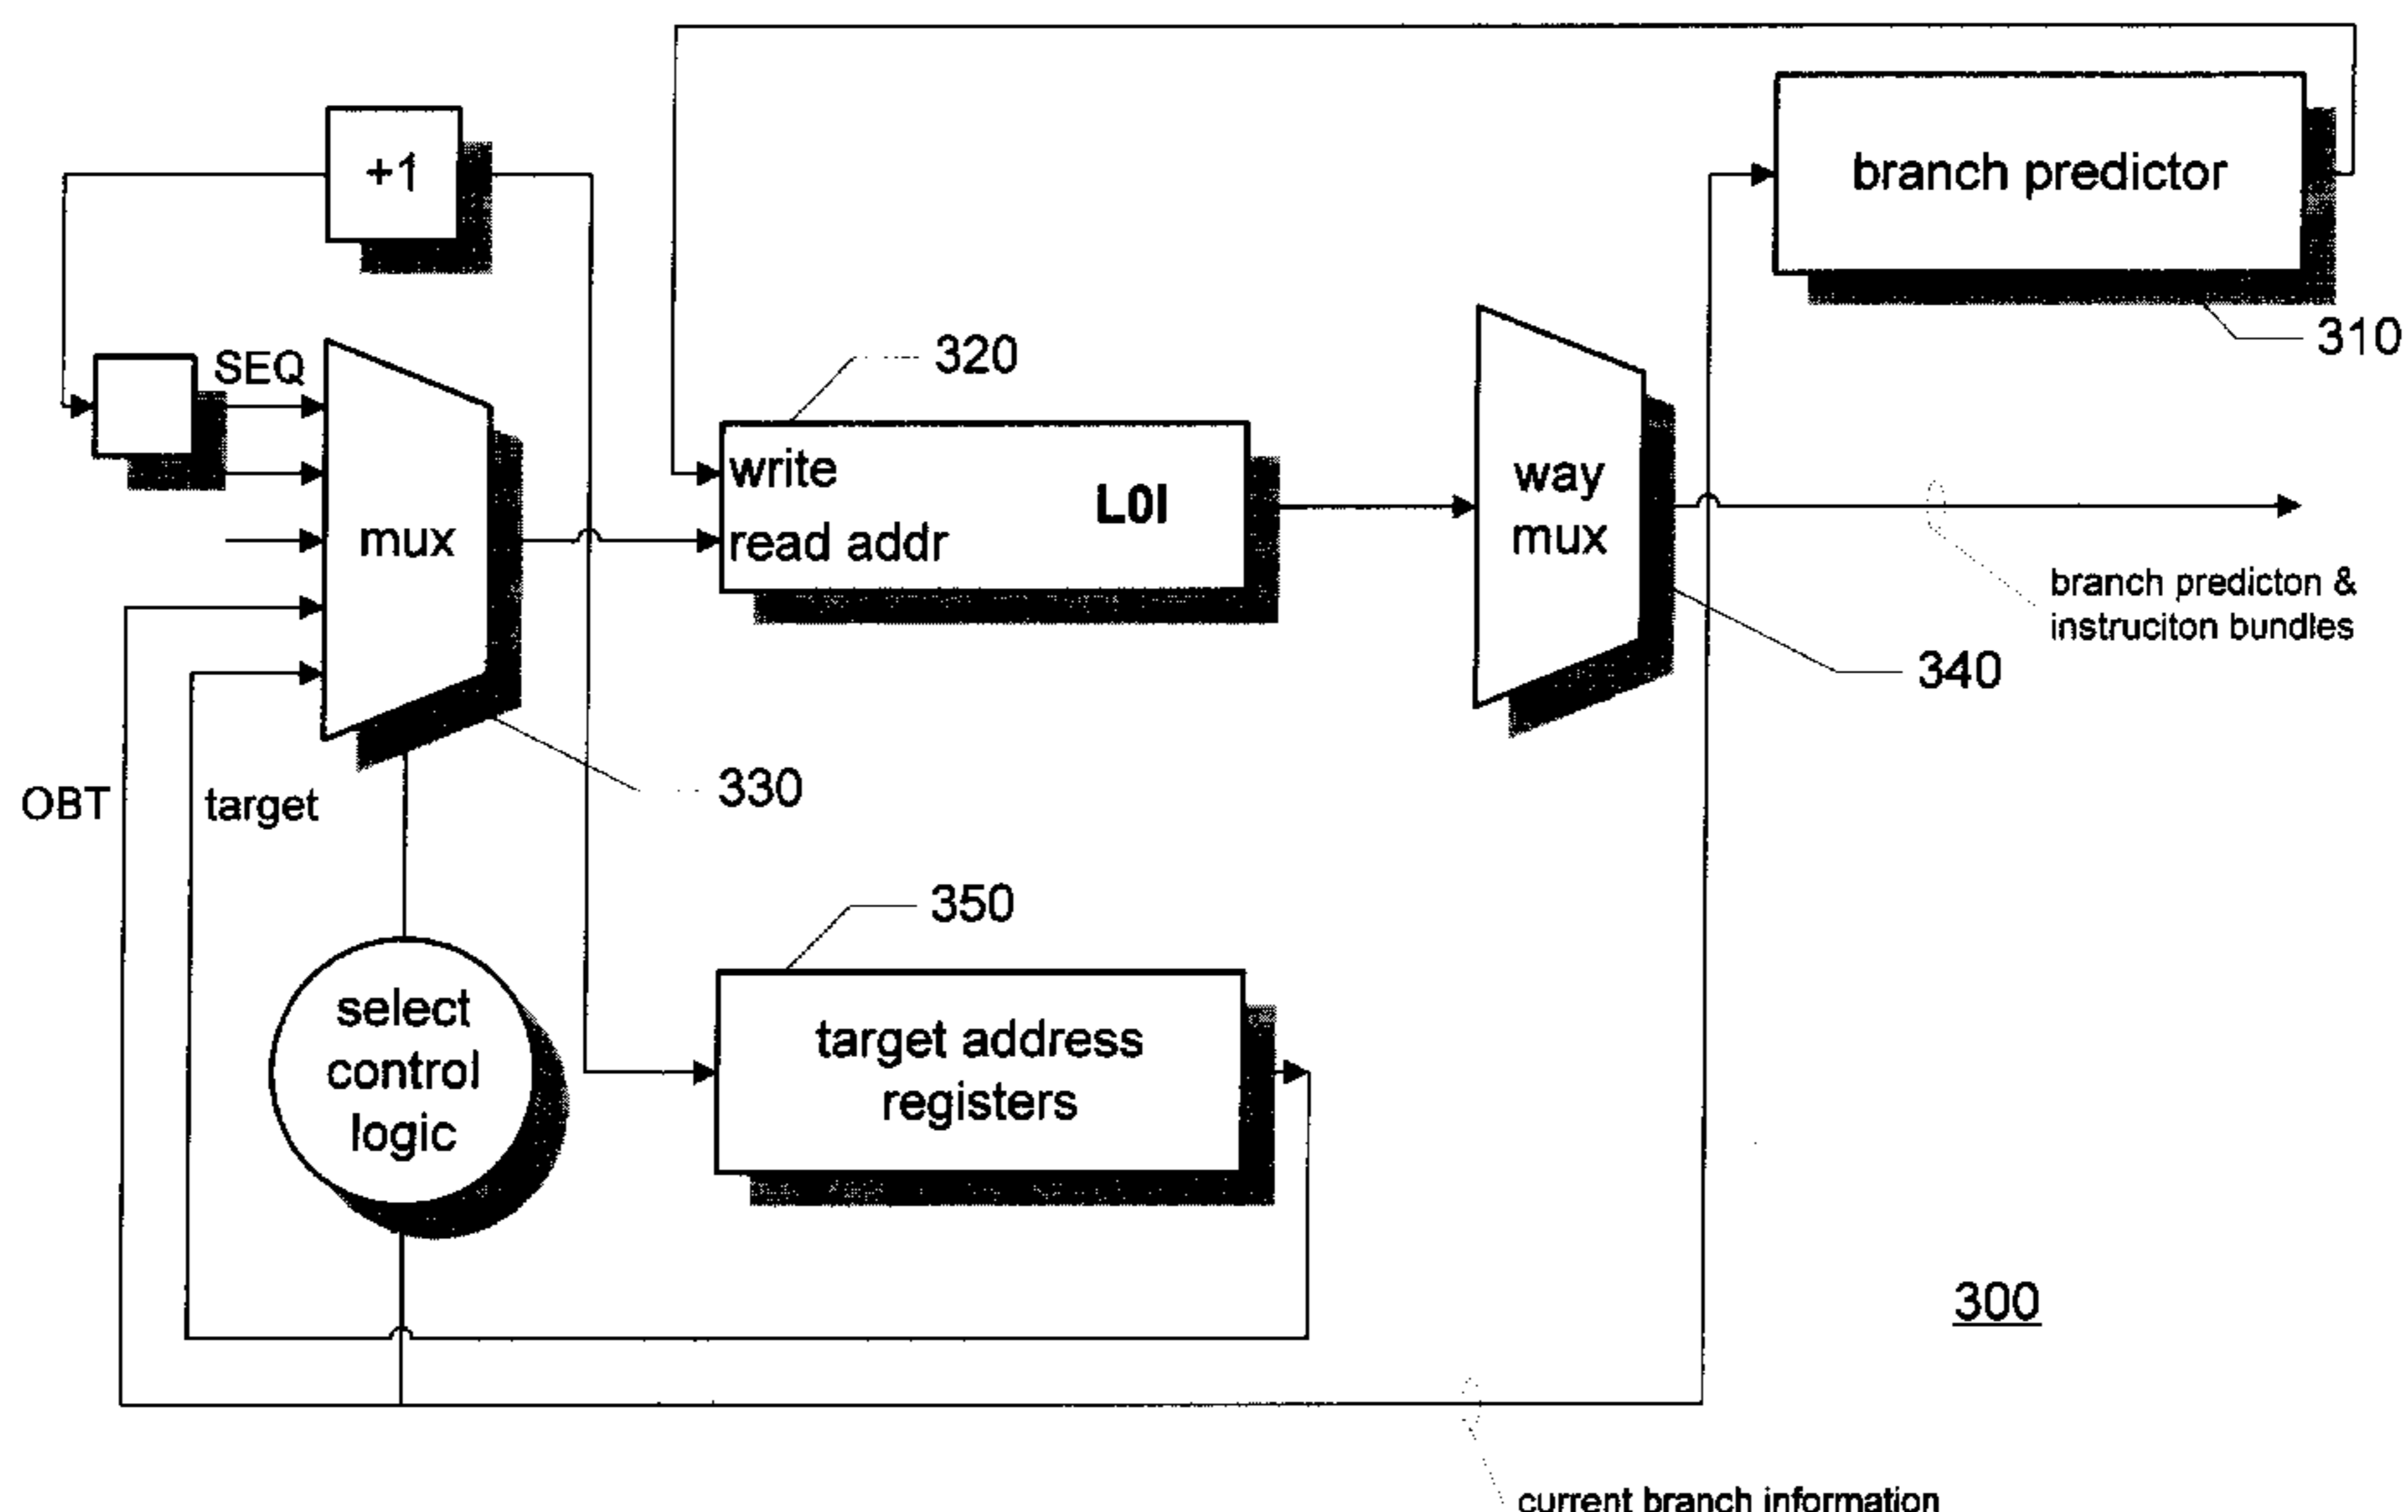 +1
branch predictor
310
SEQ
320
mux
write
L0I
read addr
way
mux
branch predicton &
instruciton bundles
340
OBT
target
330
350
select
control
logic
target address
registers
300
current branch information